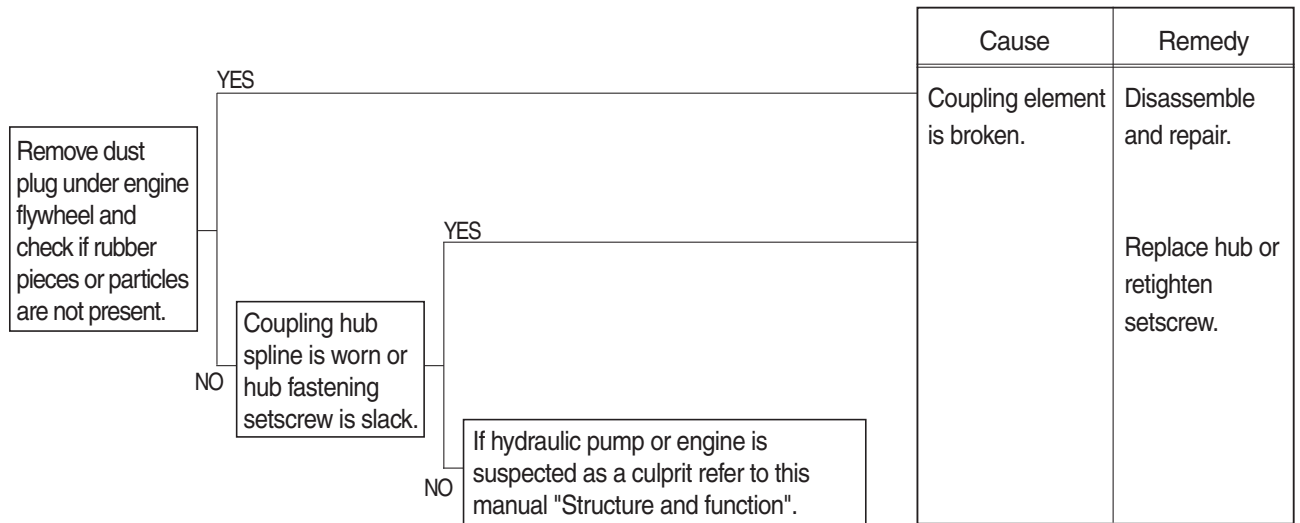 Cause
Remedy
YES
Coupling element
is broken.
Disassemble
and repair.
Remove dust
plug under engine
flywheel and
check if rubber
pieces or particles
are not present.
YES
Replace hub or
retighten
setscrew.
NO
Coupling hub
spline is worn or
hub fastening
setscrew is slack.
NO
If hydraulic pump or engine is
suspected as a culprit refer to this
manual "Structure and function".